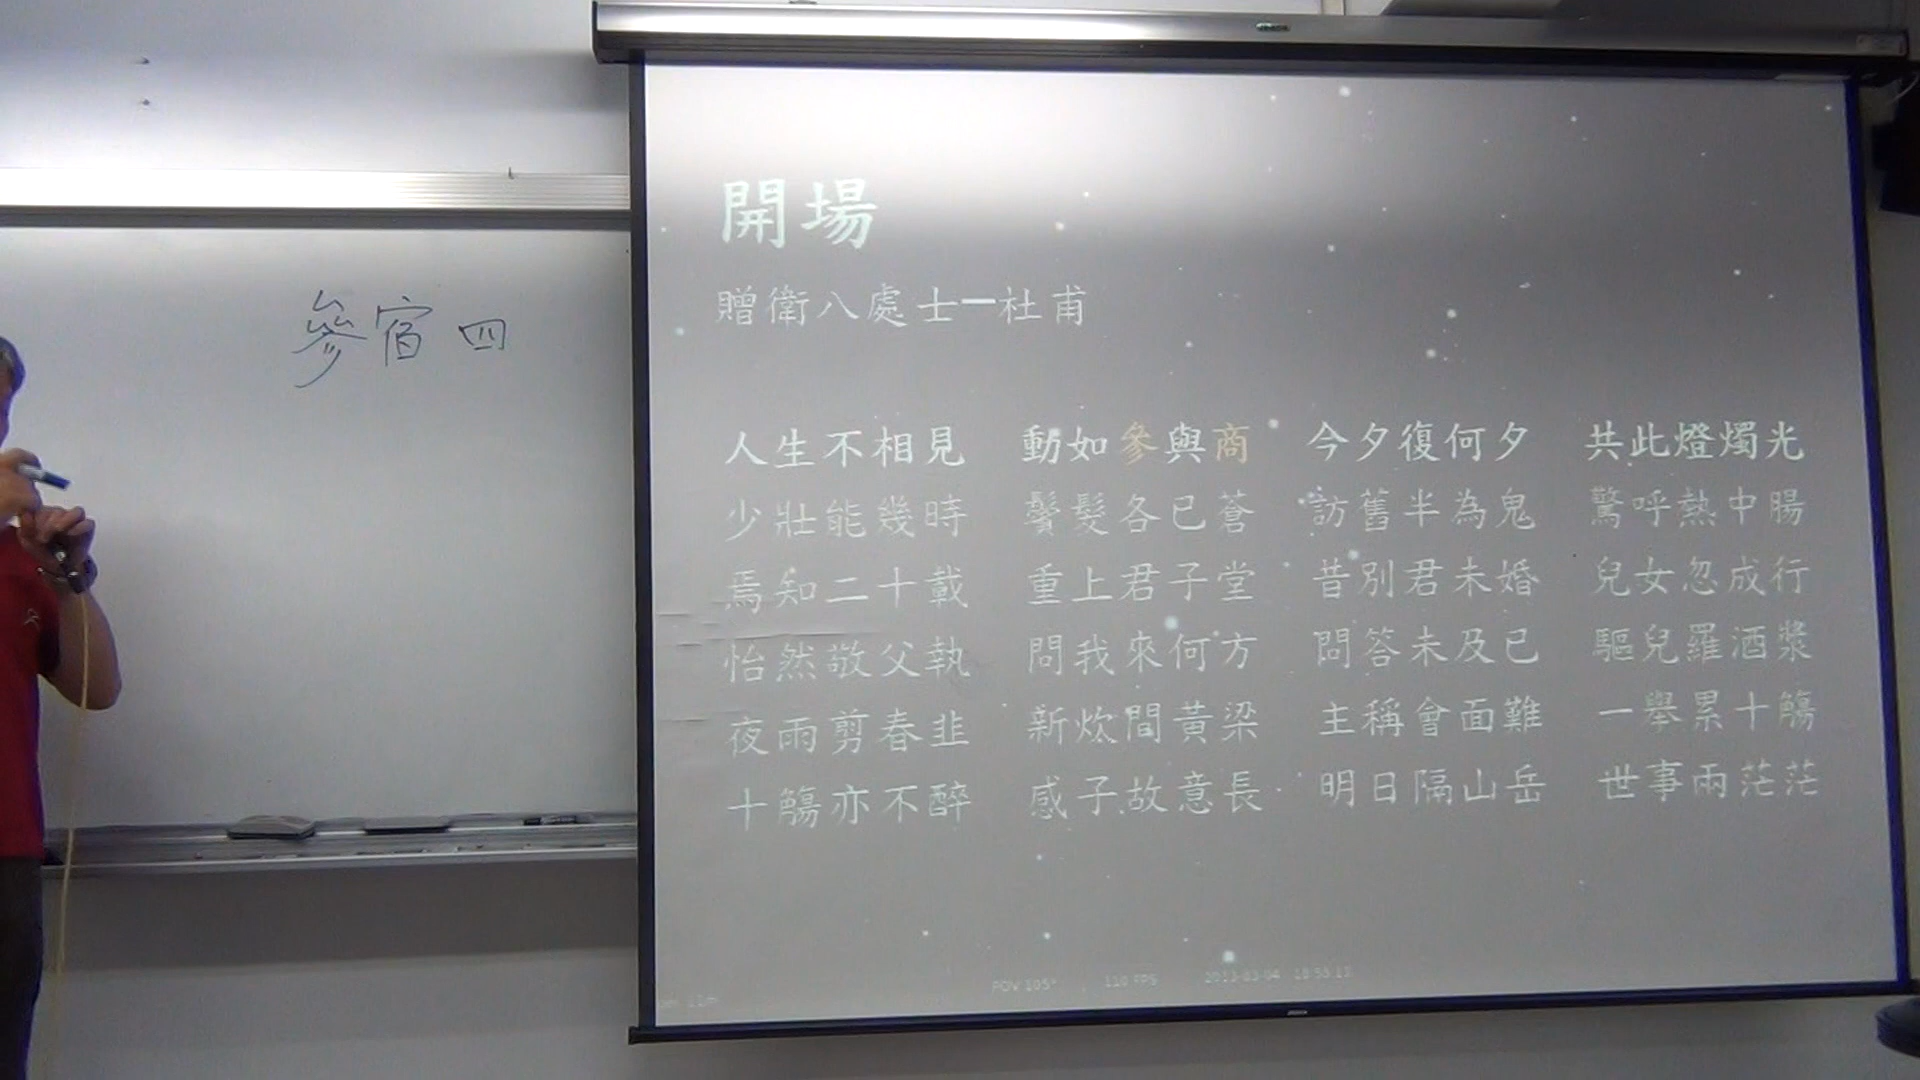 參宿四
開場
贈衛八處士—杜甫
人生不相見 動如參與商 今夕復何夕 共此燈燭光
少壯能幾時 鬢髮各已蒼 訪舊半為鬼 驚呼熱中腸
焉知二十載 重上君子堂 昔別君未婚 兒女忽成行
怡然敬父執 問我來何方 問答未及已 驅兒羅酒漿
夜雨剪春韭 新炊間黃梁 主稱會面難 一舉累十觴
十觴亦不醉 感子故意長 明日隔山岳 世事兩茫茫
FOV 105° 110 FPS